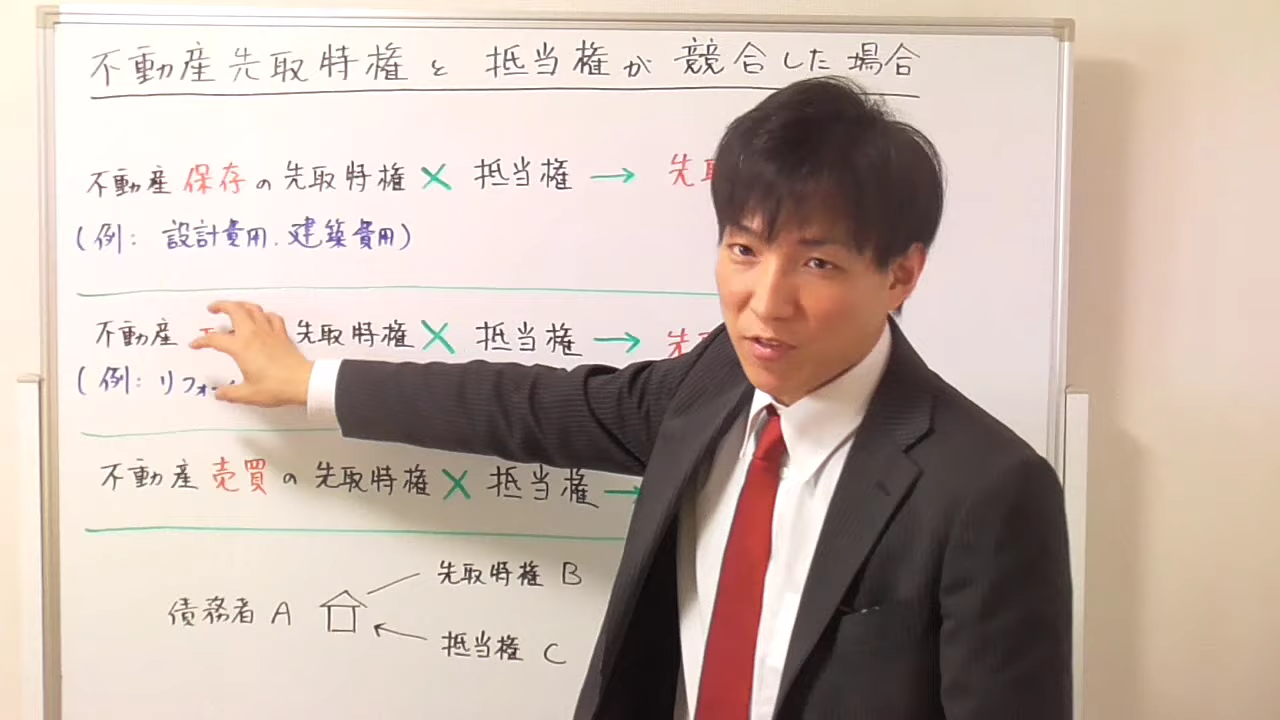 不動産先取特権と抵当権が競合した場合
不動産保存の先取特権 × 抵当権 → 先取
(例: 設計費用. 建築費用)
不動産 先取特権 × 抵当権 → 先
(例: リフォ
不動産売買の先取特権 × 抵当権 →
先取特権 B
債務者 A
抵当権 C